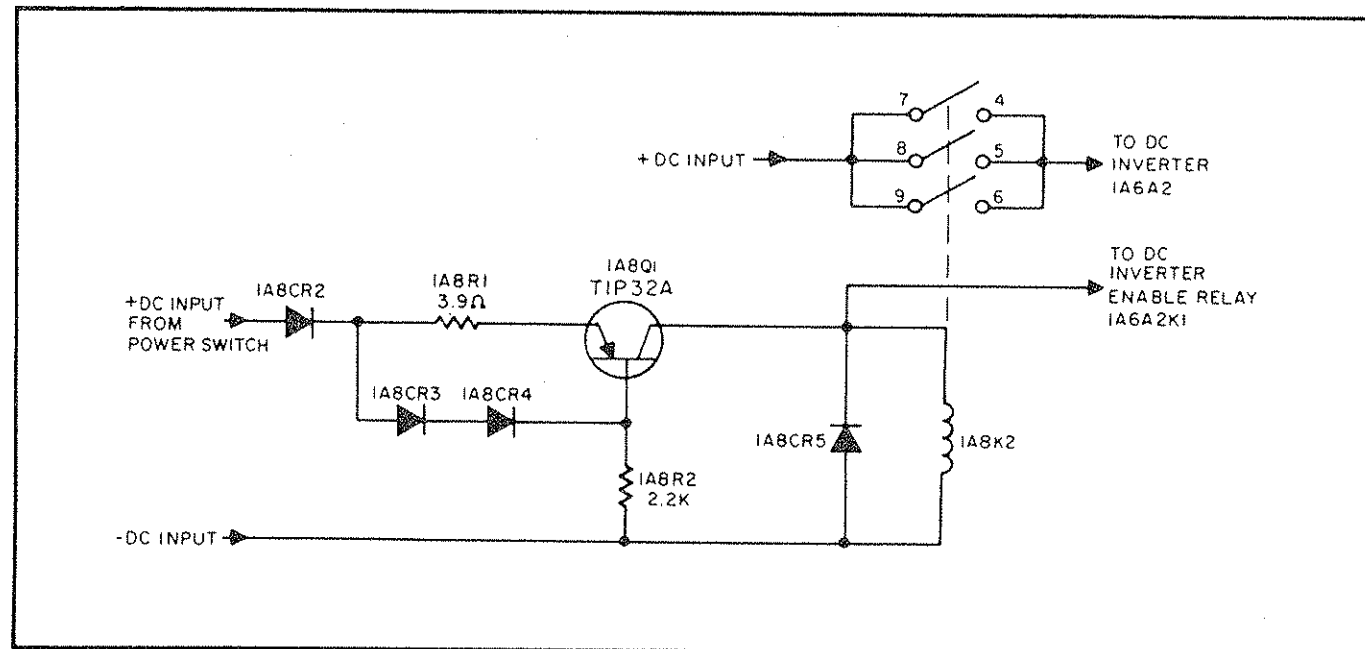 7
4
+DC INPUT
8
5
TO DC
INVERTER
1A6A2
9
6
TO DC
INVERTER
ENABLE RELAY
1A6A2K1
1A8Q1
TIP32A
1A8R1
3.9Ω
1A8CR2
+DC INPUT
FROM
POWER SWITCH
1A8CR3
1A8CR4
1A8CR5
1A8K2
1A8R2
2.2K
-DC INPUT